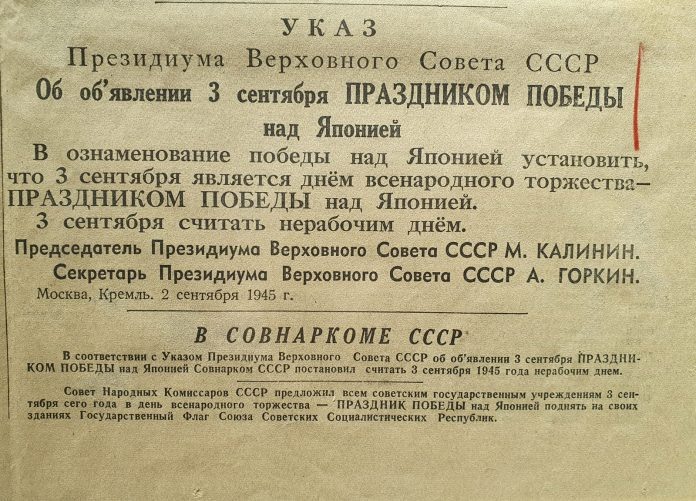 УКАЗ
Президиума Верховного Совета СССР
Об об'явлении 3 сентября ПРАЗДНИКОМ ПОБЕДЫ
над Японией
В ознаменование победы над Японией установить,
что 3 сентября является днём всенародного торжества—
ПРАЗДНИКОМ ПОБЕДЫ над Японией.
3 сентября считать нерабочим днём.
Председатель Президиума Верховного Совета СССР М. КАЛИНИН.
Секретарь Президиума Верховного Совета СССР А. ГОРКИН.
Москва, Кремль. 2 сентября 1945 г.
В СОВНАРКОМЕ СССР
В соответствии с Указом Президиума Верховного Совета СССР об об'явлении 3 сентября ПРАЗДНИ-
КОМ ПОБЕДЫ над Японией Совнарком СССР постановил считать 3 сентября 1945 года нерабочим днем.
Совет Народных Комиссаров СССР предложил всем советским государственным учреждениям 3 сен-
тября сего года в день всенародного торжества — ПРАЗДНИК ПОБЕДЫ над Японией поднять на своих
зданиях Государственный Флаг Союза Советских Социалистических Республик.